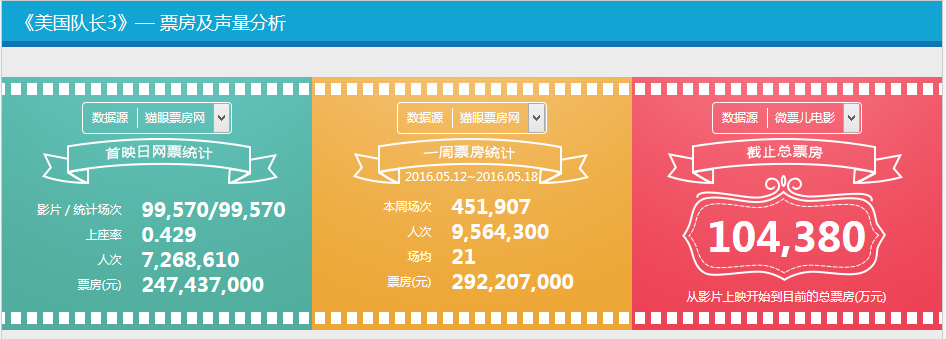 《美国队长3》— 票房及声量分析
数据源 猫眼票房网
首映日网票统计
影片 / 统计场次 99,570/99,570
上座率 0.429
人次 7,268,610
票房(元) 247,437,000
数据源 猫眼票房网
一周票房统计
2016.05.12~2016.05.18
本周场次 451,907
人次 9,564,300
场均 21
票房(元) 292,207,000
数据源 微票儿电影
截止总票房
104,380
从影片上映开始到目前的总票房(万元)